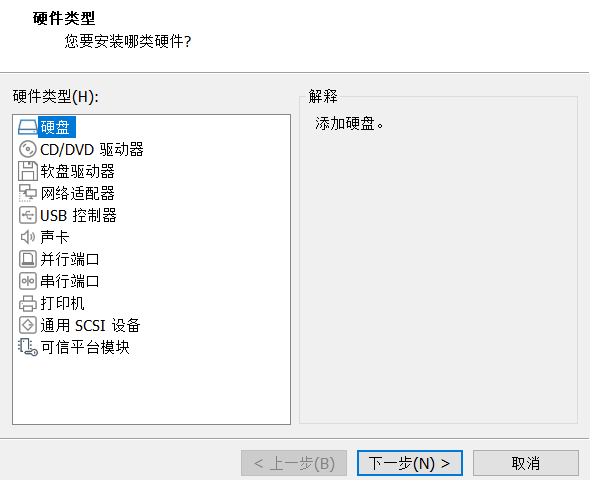 硬件类型
您要安装哪类硬件?
硬件类型(H):
硬盘
CD/DVD 驱动器
软盘驱动器
网络适配器
USB 控制器
声卡
并行端口
串行端口
打印机
通用 SCSI 设备
可信平台模块
解释
添加硬盘。
< 上一步(B)
下一步(N) >
取消